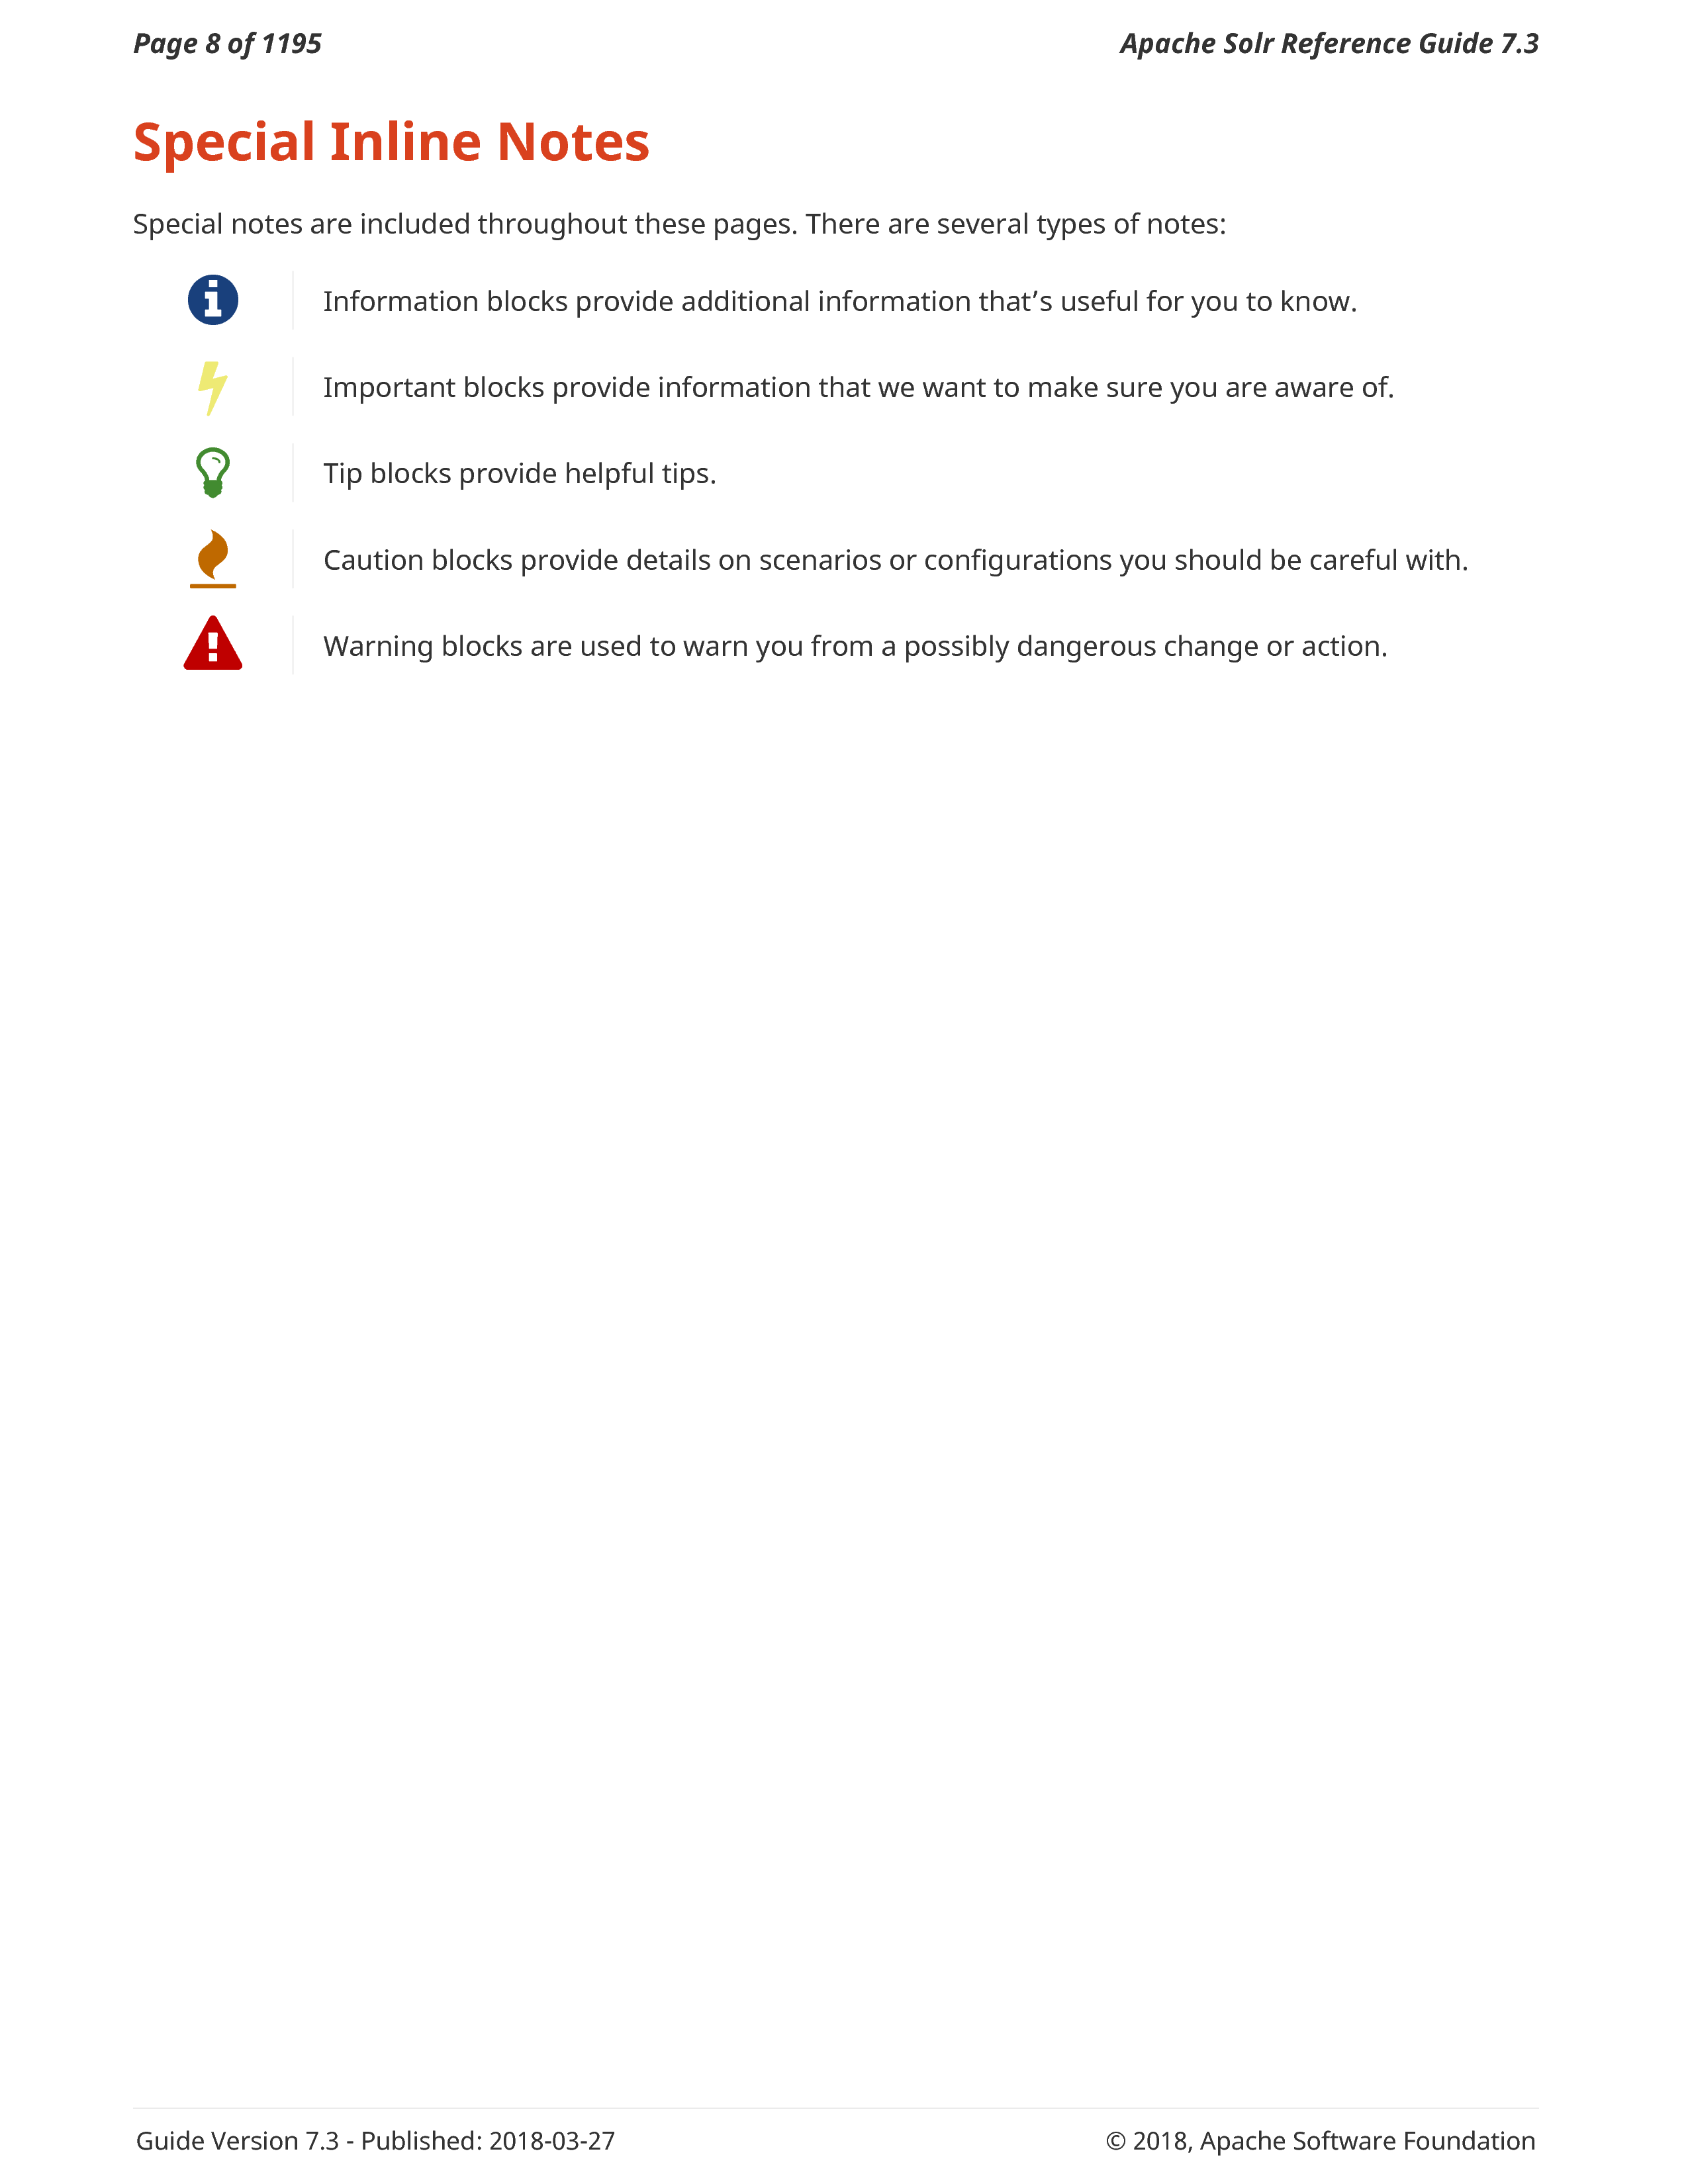 Page 8 of 1195
Apache Solr Reference Guide 7.3
Special Inline Notes
Special notes are included throughout these pages. There are several types of notes:
Information blocks provide additional information that’s useful for you to know.
Important blocks provide information that we want to make sure you are aware of.
Tip blocks provide helpful tips.
Caution blocks provide details on scenarios or configurations you should be careful with.
Warning blocks are used to warn you from a possibly dangerous change or action.
Guide Version 7.3 - Published: 2018-03-27
© 2018, Apache Software Foundation